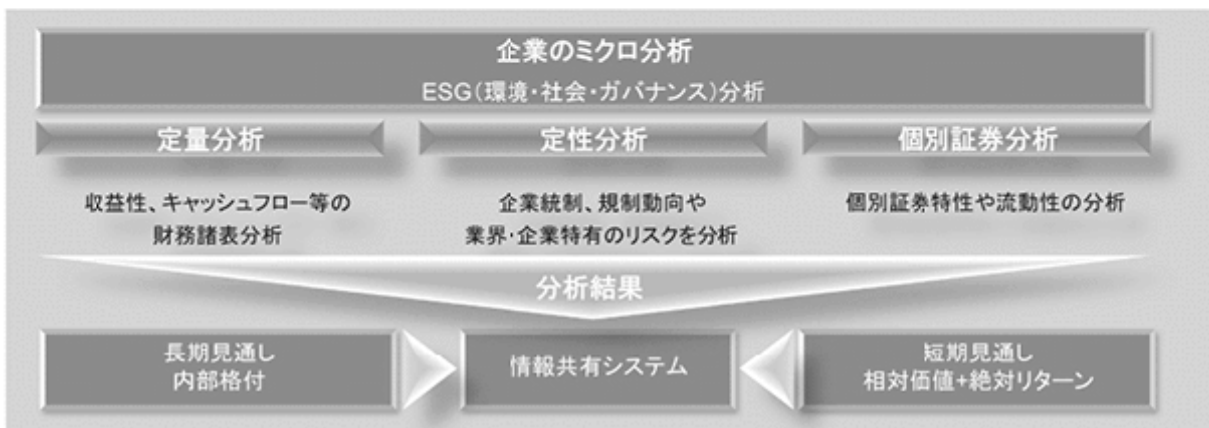 企業のミクロ分析
ESG(環境・社会・ガバナンス)分析
定量分析
収益性、キャッシュフロー等の
財務諸表分析
定性分析
企業統制、規制動向や
業界・企業特有のリスクを分析
個別証券分析
個別証券特性や流動性の分析
分析結果
長期見通し
内部格付
情報共有システム
短期見通し
相対価値+絶対リターン